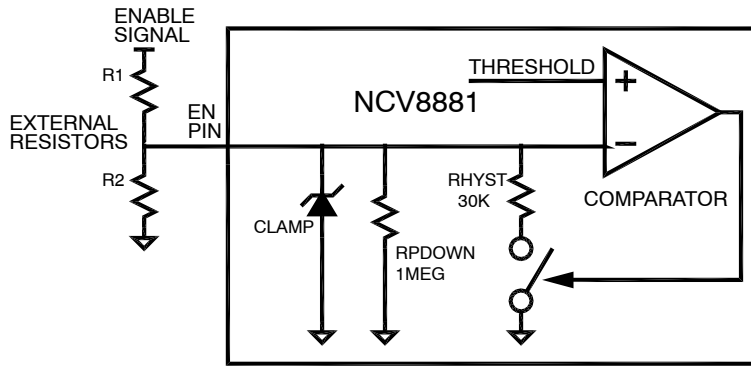 ENABLE
SIGNAL
R1
THRESHOLD
+
NCV8881
EN
PIN
EXTERNAL
RESISTORS
−
R2
RHYST
30K
COMPARATOR
CLAMP
RPDOWN
1MEG